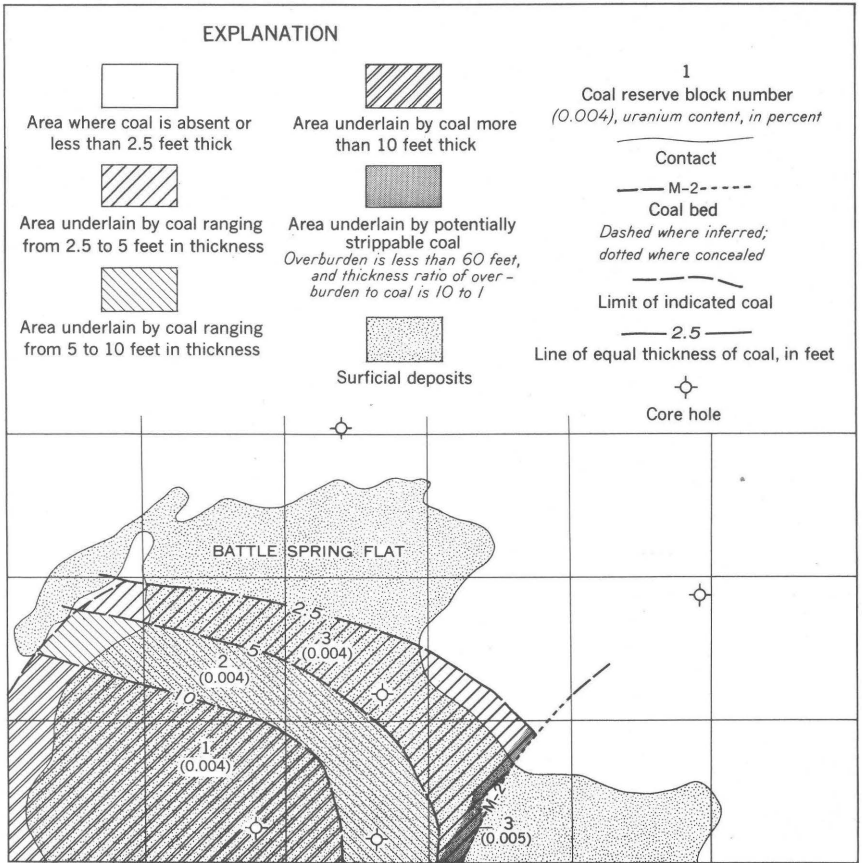 EXPLANATION
Area where coal is absent or
less than 2.5 feet thick
Area underlain by coal ranging
from 2.5 to 5 feet in thickness
Area underlain by coal ranging
from 5 to 10 feet in thickness
Area underlain by coal more
than 10 feet thick
Area underlain by potentially
strippable coal
Overburden is less than 60 feet,
and thickness ratio of over-
burden to coal is 10 to 1
Surficial deposits
1
Coal reserve block number
(0.004), uranium content, in percent
Contact
M-2
Coal bed
Dashed where inferred;
dotted where concealed
Limit of indicated coal
2.5
Line of equal thickness of coal, in feet
Core hole
BATTLE SPRING FLAT
2.5
3
(0.004)
5
2
(0.004)
10
1
(0.004)
M-2
3
(0.005)